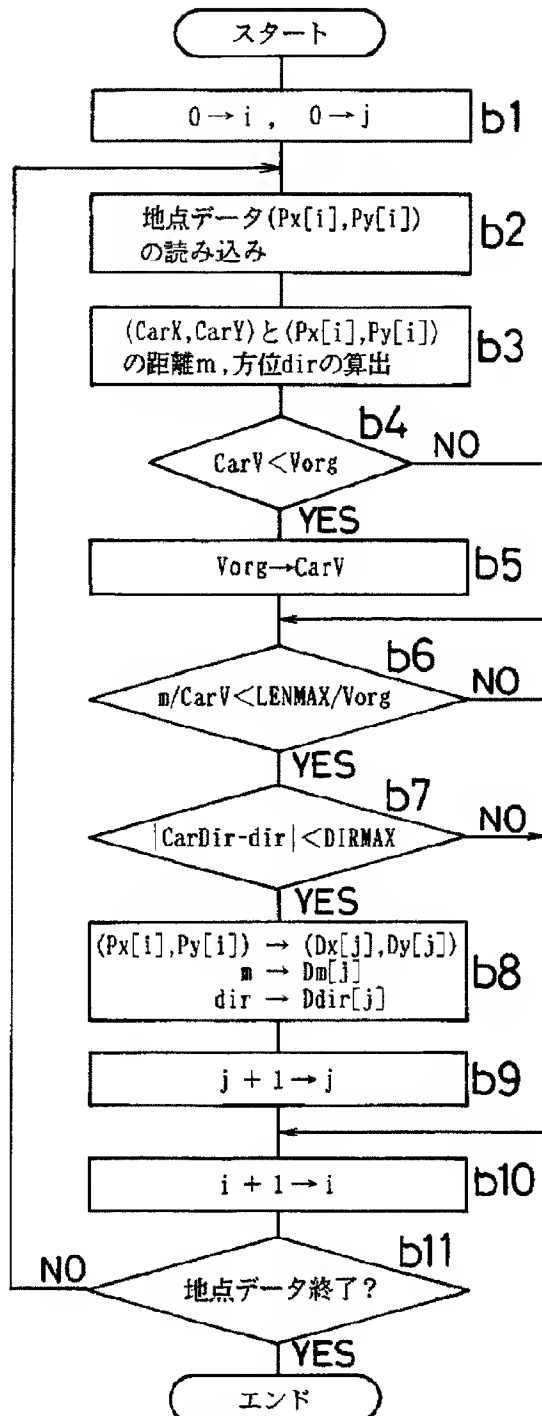 スタート
0→i , 0→j
b1
地点データ(Px[i],Py[i])
の読み込み
b2
(CarX,CarY)と(Px[i],Py[i])
の距離m,方位dirの算出
b3
b4
CarV<Vorg
NO
YES
Vorg→CarV
b5
b6
m/CarV<LENMAX/Vorg
NO
YES
b7
|CarDir-dir|<DIRMAX
NO
YES
(Px[i],Py[i]) → (Dx[j],Dy[j])
m → Dm[j]
dir → Ddir[j]
b8
j + 1→j
b9
i + 1→i
b10
b11
NO
地点データ終了?
YES
エンド